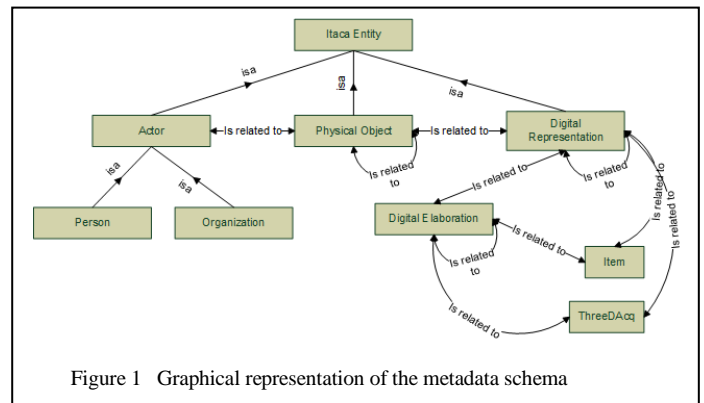 Itaca Entity
isa
isa
isa
Actor
Is related to
Physical Object
Is related to
Digital
Representation
Is related
to
Is related
to
isa
isa
Is related to
Person
Organization
Digital Elaboration
Is related to
Is related to
Is related to
Is related
to
Item
Is related to
ThreeDAcq
Figure 1 Graphical representation of the metadata schema